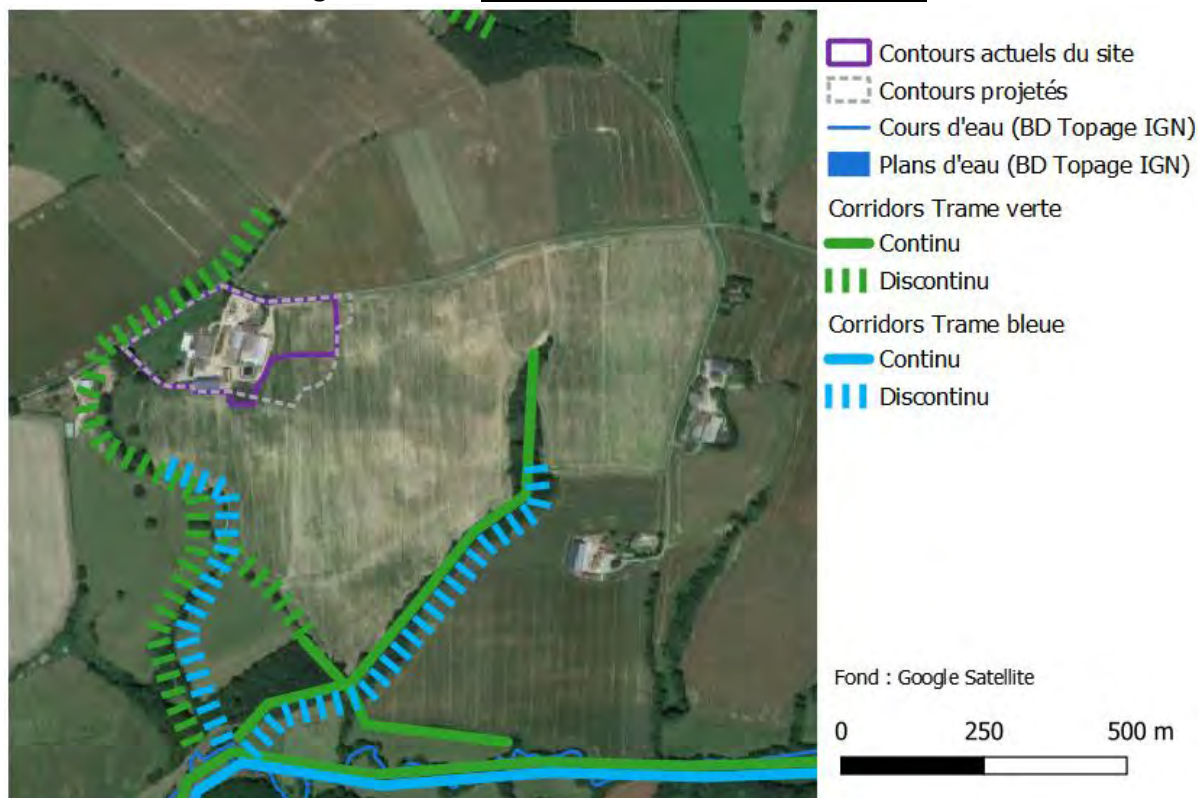 Contours actuels du site
Contours projetés
Cours d'eau (BD Topage IGN)
Plans d'eau (BD Topage IGN)
Corridors Trame verte
Continu
Discontinu
Corridors Trame bleue
Continu
Discontinu
Fond : Google Satellite
0 250 500 m